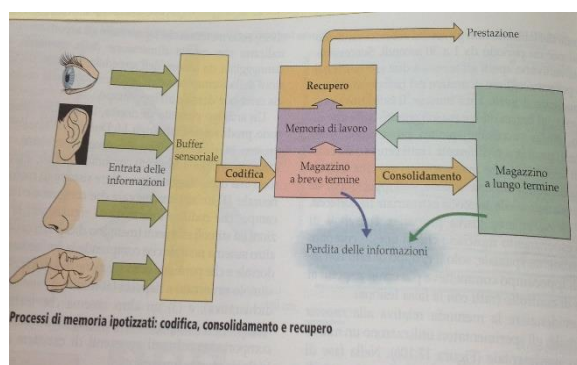 Prestazione
Recupero
Memoria di lavoro
Buffer
sensoriale
Entrata delle
informazioni
Codifica
Magazzino
a breve termine
Consolidamento
Magazzino
a lungo termine
Perdita delle informazioni
Processi di memoria ipotizzati: codifica, consolidamento e recupero